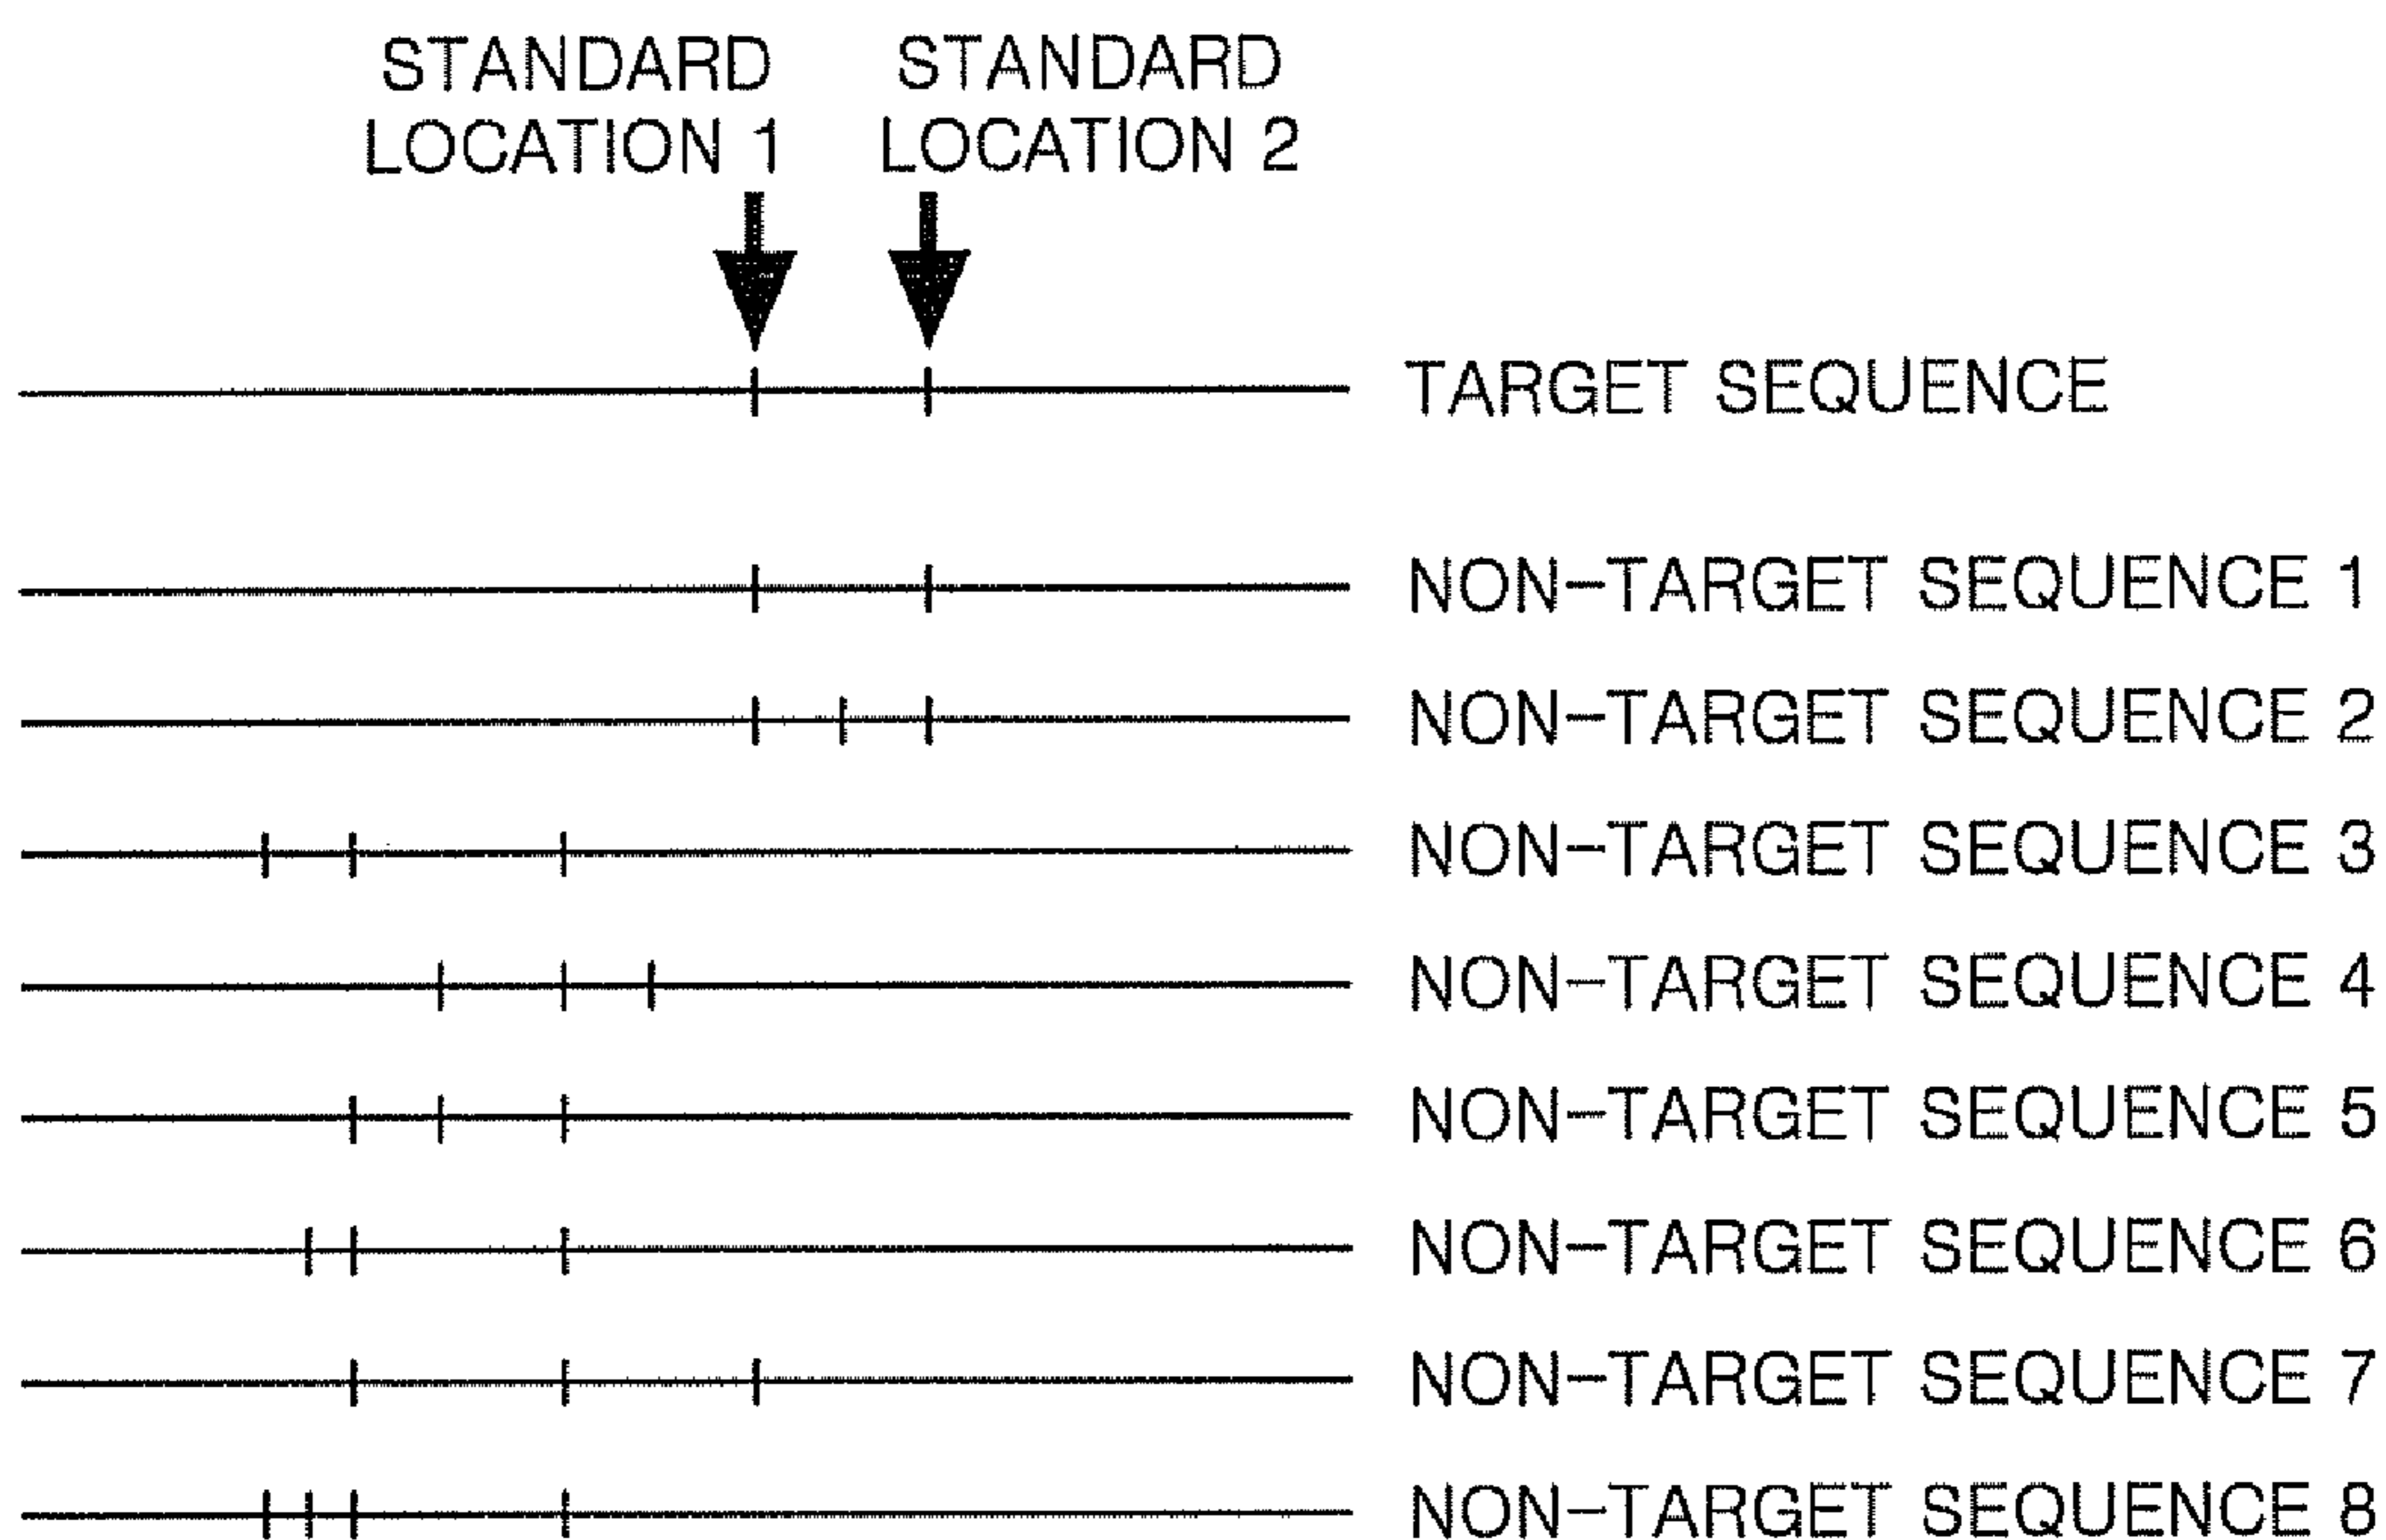 STANDARD
LOCATION 1
STANDARD
LOCATION 2
TARGET SEQUENCE
NON-TARGET SEQUENCE 1
NON-TARGET SEQUENCE 2
NON-TARGET SEQUENCE 3
NON-TARGET SEQUENCE 4
NON-TARGET SEQUENCE 5
NON-TARGET SEQUENCE 6
NON-TARGET SEQUENCE 7
NON-TARGET SEQUENCE 8